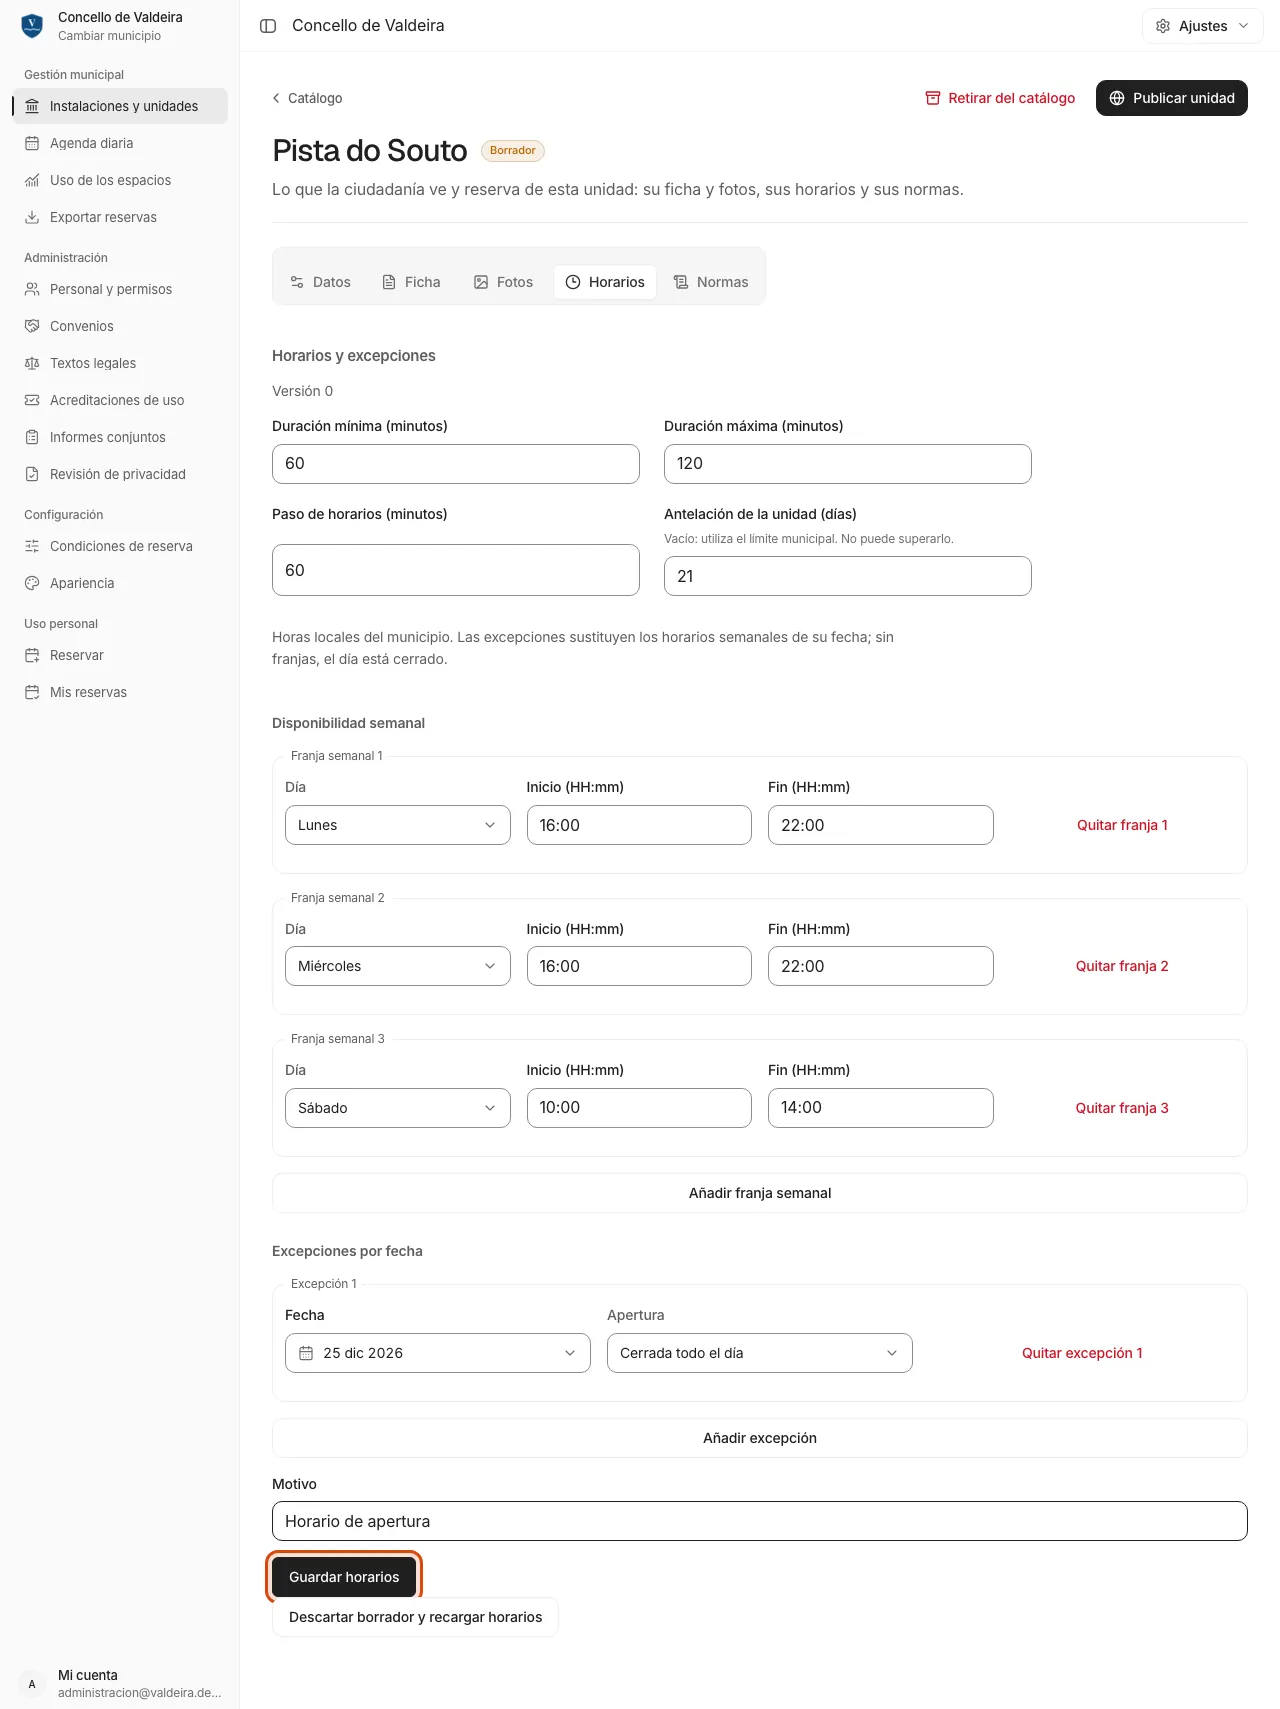 Concello de Valdeira
Cambiar municipio
Gestión municipal
Instalaciones y unidades
Agenda diaria
Uso de los espacios
Exportar reservas
Administración
Personal y permisos
Convenios
Textos legales
Acreditaciones de uso
Informes conjuntos
Revisión de privacidad
Configuración
Condiciones de reserva
Apariencia
Uso personal
Reservar
Mis reservas
A
Mi cuenta
administracion@valdeira.de...
Concello de Valdeira
Ajustes
Catálogo
Retirar del catálogo
Publicar unidad
Pista do Souto
Borrador
Lo que la ciudadanía ve y reserva de esta unidad: su ficha y fotos, sus horarios y sus normas.
Datos
Ficha
Fotos
Horarios
Normas
Horarios y excepciones
Versión 0
Duración mínima (minutos)
60
Duración máxima (minutos)
120
Paso de horarios (minutos)
60
Antelación de la unidad (días)
Vacío: utiliza el límite municipal. No puede superarlo.
21
Horas locales del municipio. Las excepciones sustituyen los horarios semanales de su fecha; sin
franjas, el día está cerrado.
Disponibilidad semanal
Franja semanal 1
Día
Inicio (HH:mm)
Fin (HH:mm)
Lunes
16:00
22:00
Quitar franja 1
Franja semanal 2
Día
Inicio (HH:mm)
Fin (HH:mm)
Miércoles
16:00
22:00
Quitar franja 2
Franja semanal 3
Día
Inicio (HH:mm)
Fin (HH:mm)
Sábado
10:00
14:00
Quitar franja 3
Añadir franja semanal
Excepciones por fecha
Excepción 1
Fecha
Apertura
25 dic 2026
Cerrada todo el día
Quitar excepción 1
Añadir excepción
Motivo
Horario de apertura
Guardar horarios
Descartar borrador y recargar horarios